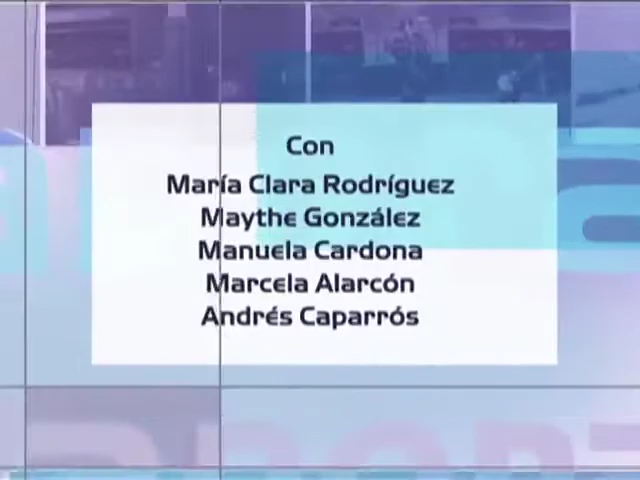 Con
María Clara Rodríguez
Maythe González
Manuela Cardona
Marcela Alarcón
Andrés Caparrós